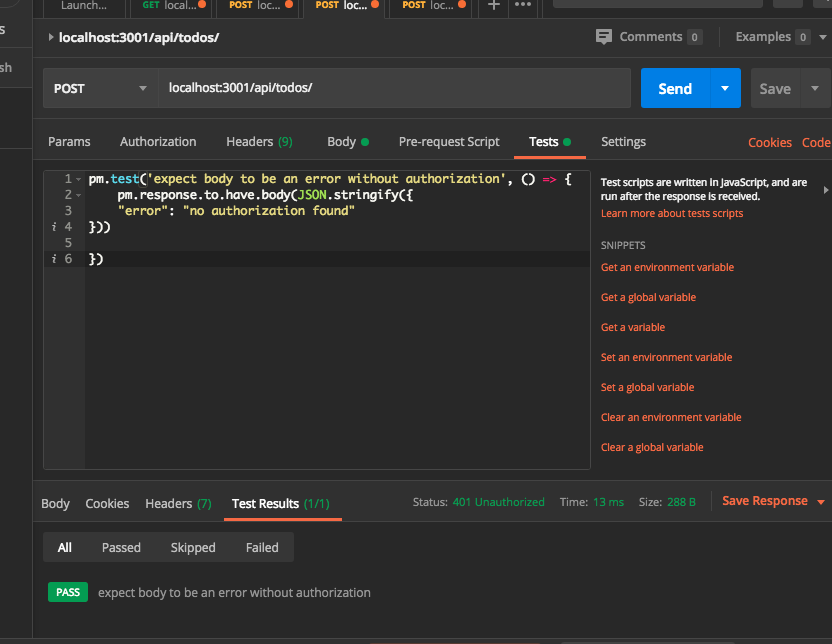 Launch...
GET local...
POST loc...
POST loc...
POST loc...
+
s
sh
localhost:3001/api/todos/
Comments 0
Examples 0
POST
localhost:3001/api/todos/
Send
Save
Params Authorization Headers (9) Body Pre-request Script Tests Settings Cookies Code
1 pm.test('expect body to be an error without authorization', () => {
2 pm.response.to.have.body(JSON.stringify({
3 "error": "no authorization found"
i 4 }))
5
i 6 })
Test scripts are written in JavaScript, and are
run after the response is received.
Learn more about tests scripts
SNIPPETS
Get an environment variable
Get a global variable
Get a variable
Set an environment variable
Set a global variable
Clear an environment variable
Clear a global variable
Body Cookies Headers (7) Test Results (1/1) Status: 401 Unauthorized Time: 13 ms Size: 288 B Save Response
All Passed Skipped Failed
PASS expect body to be an error without authorization